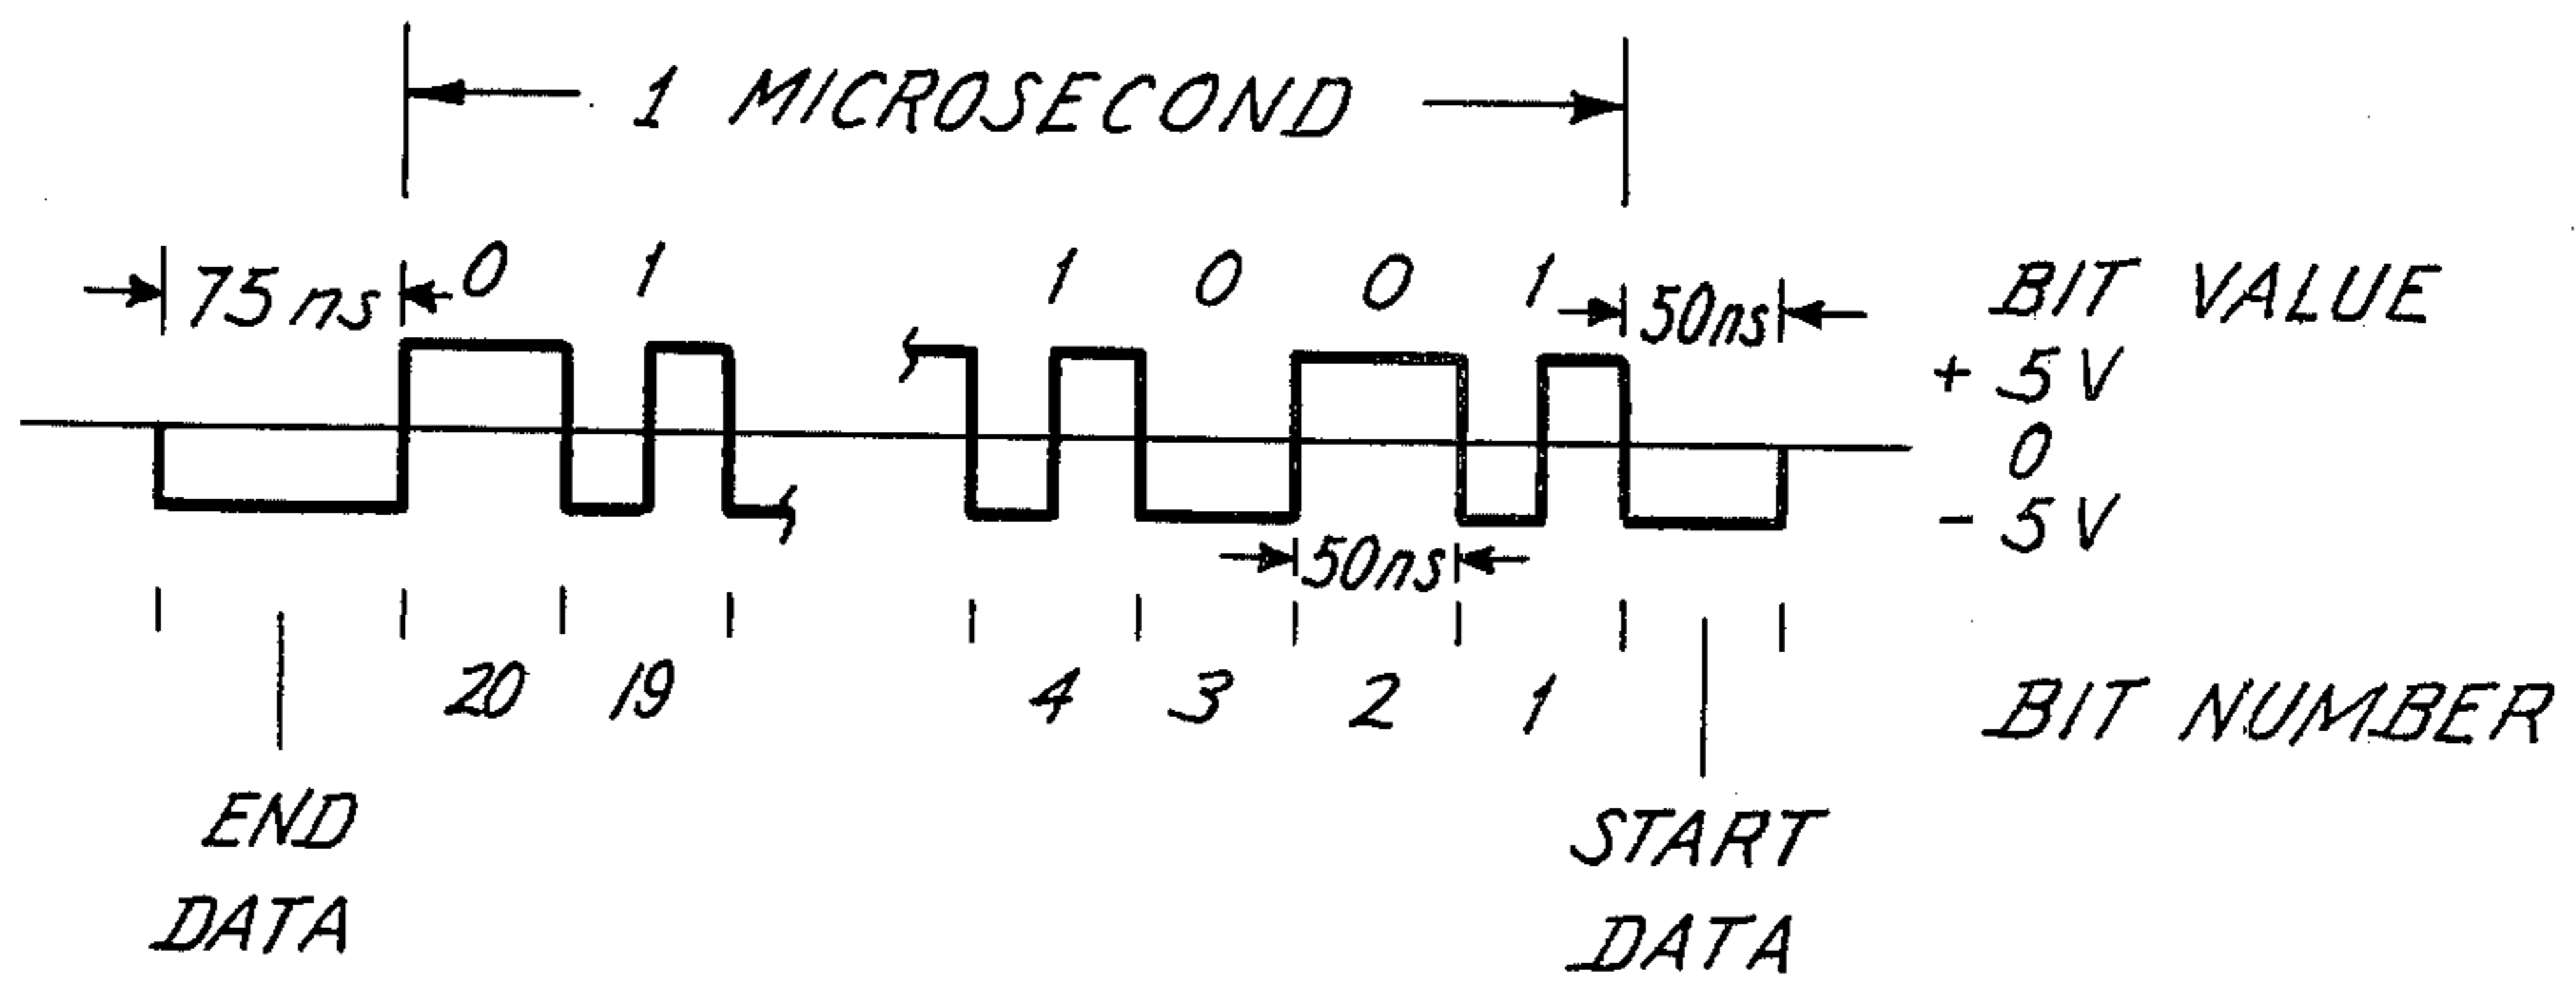 1 MICROSECOND
75 ns 0 1 1 0 0 1 50ns BIT VALUE
+ 5 V
0
- 5 V
50ns
20 19 4 3 2 1 BIT NUMBER
END
DATA
START
DATA